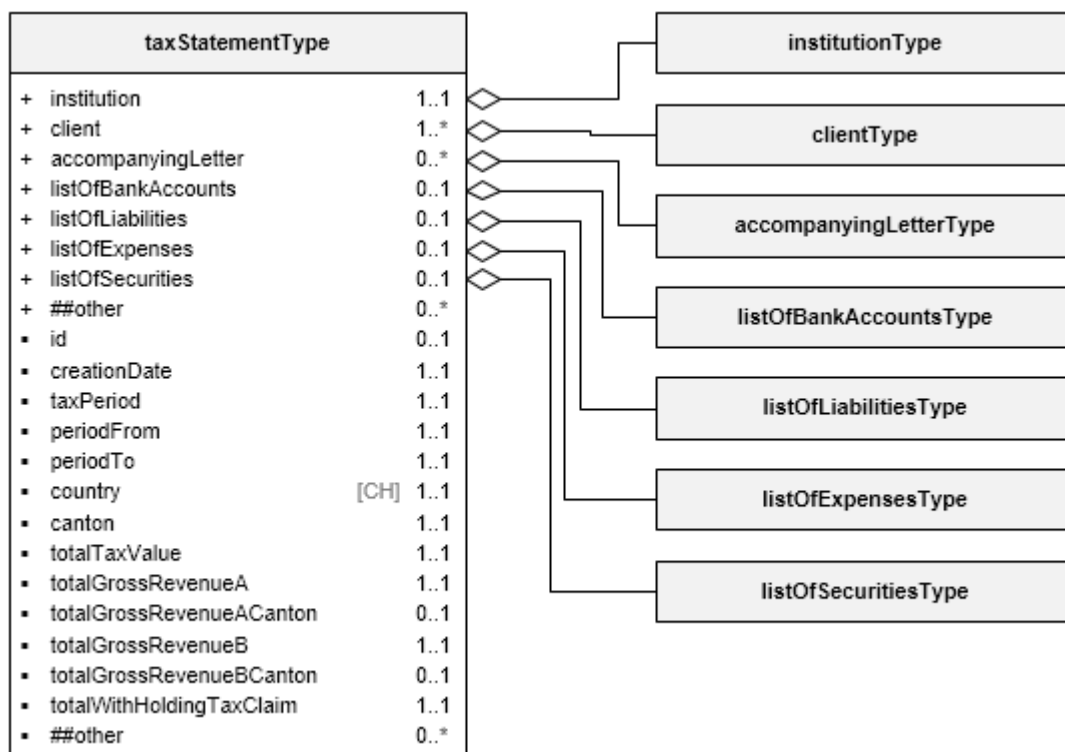 taxStatementType
+ institution 1..1
+ client 1..*
+ accompanyingLetter 0..*
+ listOfBankAccounts 0..1
+ listOfLiabilities 0..1
+ listOfExpenses 0..1
+ listOfSecurities 0..1
+ ##other 0..*
▪ id 0..1
▪ creationDate 1..1
▪ taxPeriod 1..1
▪ periodFrom 1..1
▪ periodTo 1..1
▪ country [CH] 1..1
▪ canton 1..1
▪ totalTaxValue 1..1
▪ totalGrossRevenueA 1..1
▪ totalGrossRevenueACanton 0..1
▪ totalGrossRevenueB 1..1
▪ totalGrossRevenueBCanton 0..1
▪ totalWithHoldingTaxClaim 1..1
▪ ##other 0..*
institutionType
clientType
accompanyingLetterType
listOfBankAccountsType
listOfLiabilitiesType
listOfExpensesType
listOfSecuritiesType